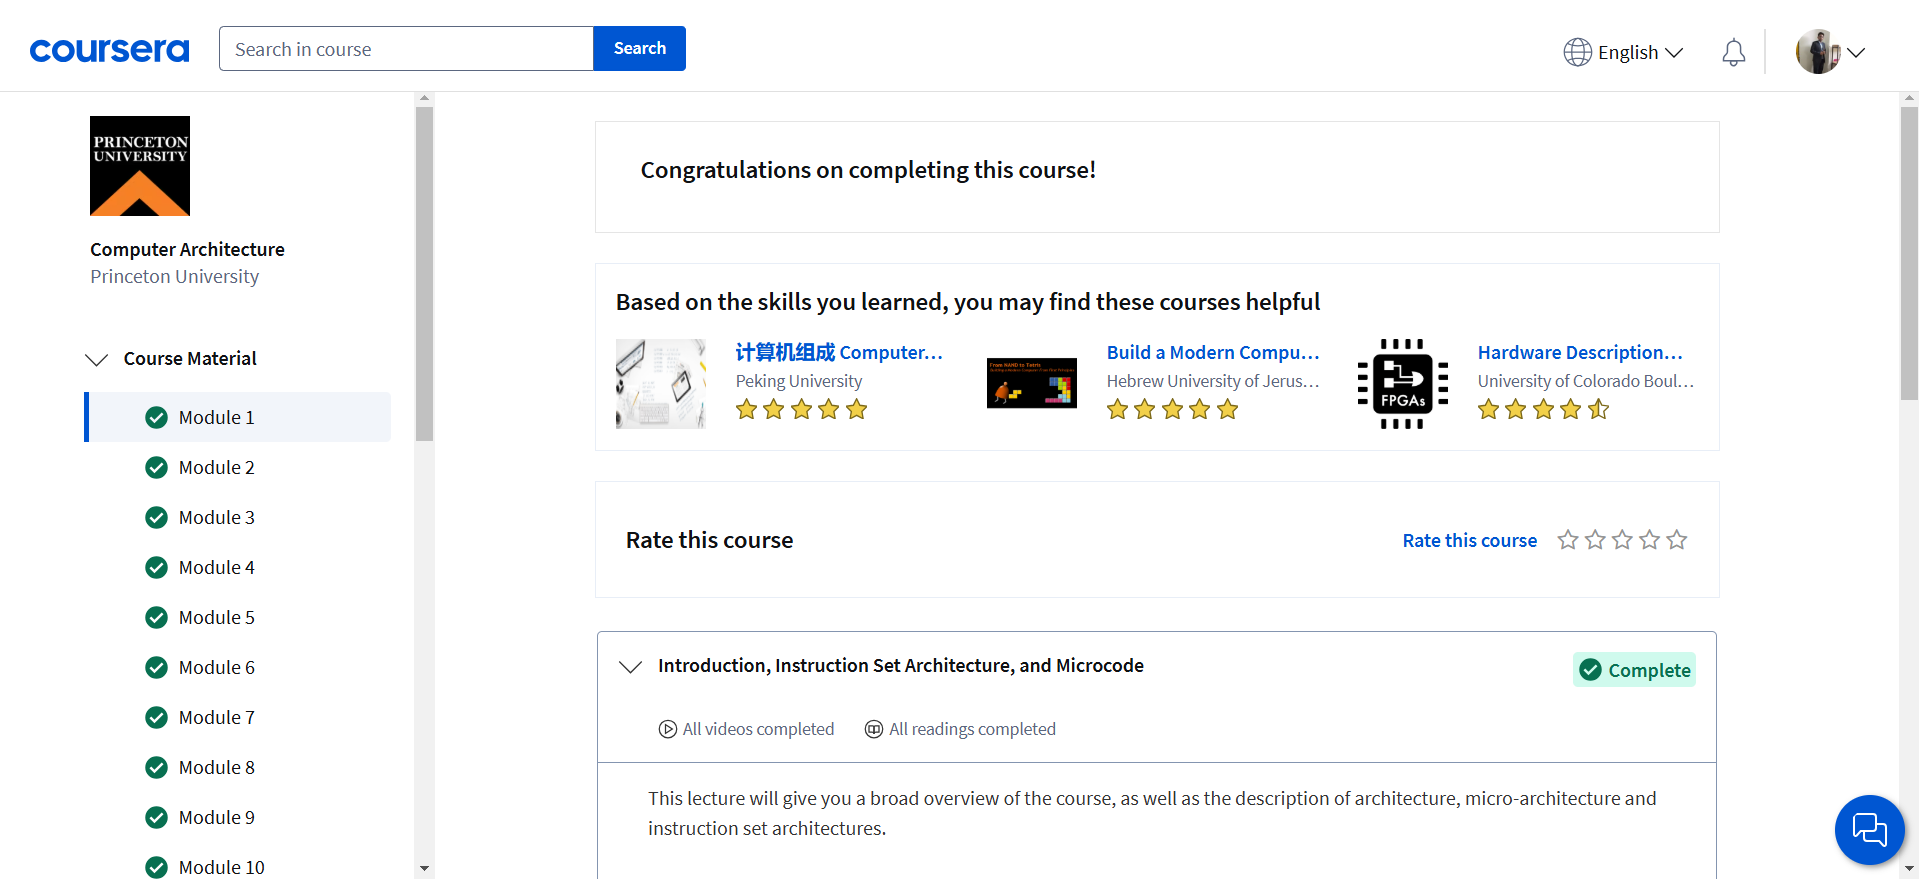 coursera
Search in course
Search
English
PRINCETON
UNIVERSITY
Computer Architecture
Princeton University
Course Material
Module 1
Module 2
Module 3
Module 4
Module 5
Module 6
Module 7
Module 8
Module 9
Module 10
Congratulations on completing this course!
Based on the skills you learned, you may find these courses helpful
计算机组成 Computer...
Peking University
From NAND to Tetris
Build a Modern Compu...
Hebrew University of Jerus...
FPGAs
Hardware Description...
University of Colorado Boul...
Rate this course
Rate this course
Introduction, Instruction Set Architecture, and Microcode
Complete
All videos completed
All readings completed
This lecture will give you a broad overview of the course, as well as the description of architecture, micro-architecture and
instruction set architectures.